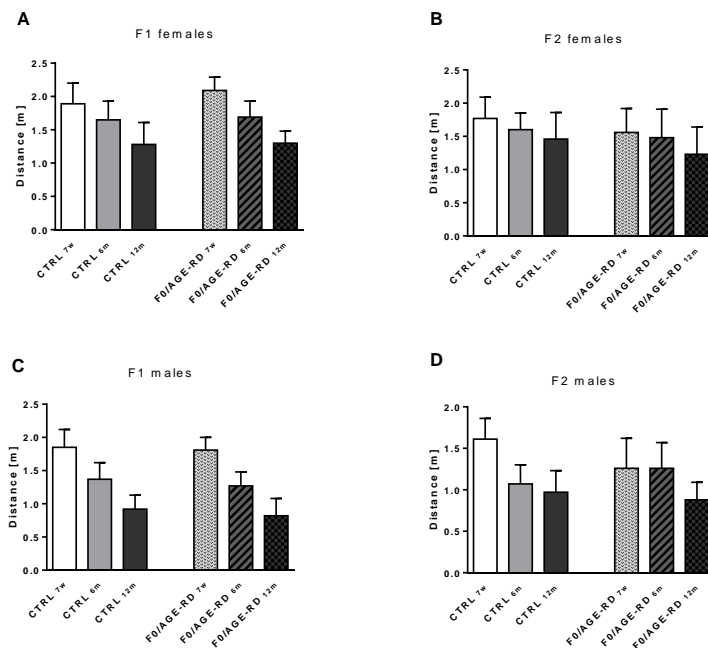 A
F1 females
Distance [m]
2.5
2.0
1.5
1.0
0.5
0.0
CTRL 7w
CTRL 6m
CTRL 12m
F0/AGE-RD 7w
F0/AGE-RD 6m
F0/AGE-RD 12m
B
F2 females
Distance [m]
2.5
2.0
1.5
1.0
0.5
0.0
CTRL 7w
CTRL 6m
CTRL 12m
F0/AGE-RD 7w
F0/AGE-RD 6m
F0/AGE-RD 12m
C
F1 males
Distance [m]
2.5
2.0
1.5
1.0
0.5
0.0
CTRL 7w
CTRL 6m
CTRL 12m
F0/AGE-RD 7w
F0/AGE-RD 6m
F0/AGE-RD 12m
D
F2 males
Distance [m]
2.0
1.5
1.0
0.5
0.0
CTRL 7w
CTRL 6m
CTRL 12m
F0/AGE-RD 7w
F0/AGE-RD 6m
F0/AGE-RD 12m